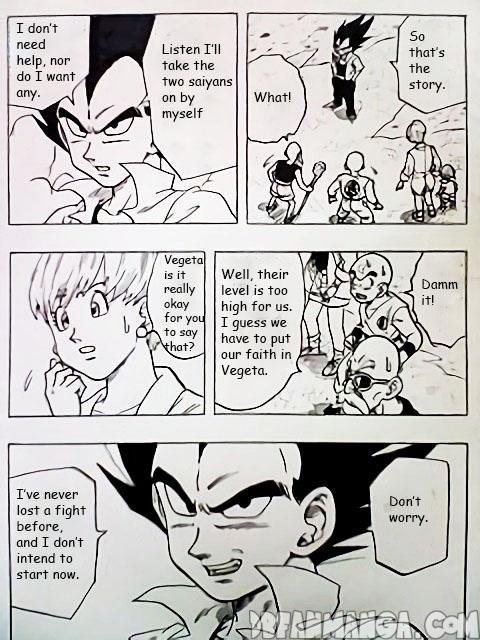 I don't
need
help, nor
do I want
any.
Listen I'll
take the
two saiyans
on by
myself
So
that's
the
story.
What!
Vegeta
is it
really
okay
for you
to say
that?
Well, their
level is too
high for us.
I guess we
have to put
our faith in
Vegeta.
Damm
it!
I've never
lost a fight
before,
and I don't
intend to
start now.
Don't
worry.
DBFANMANGA.COM